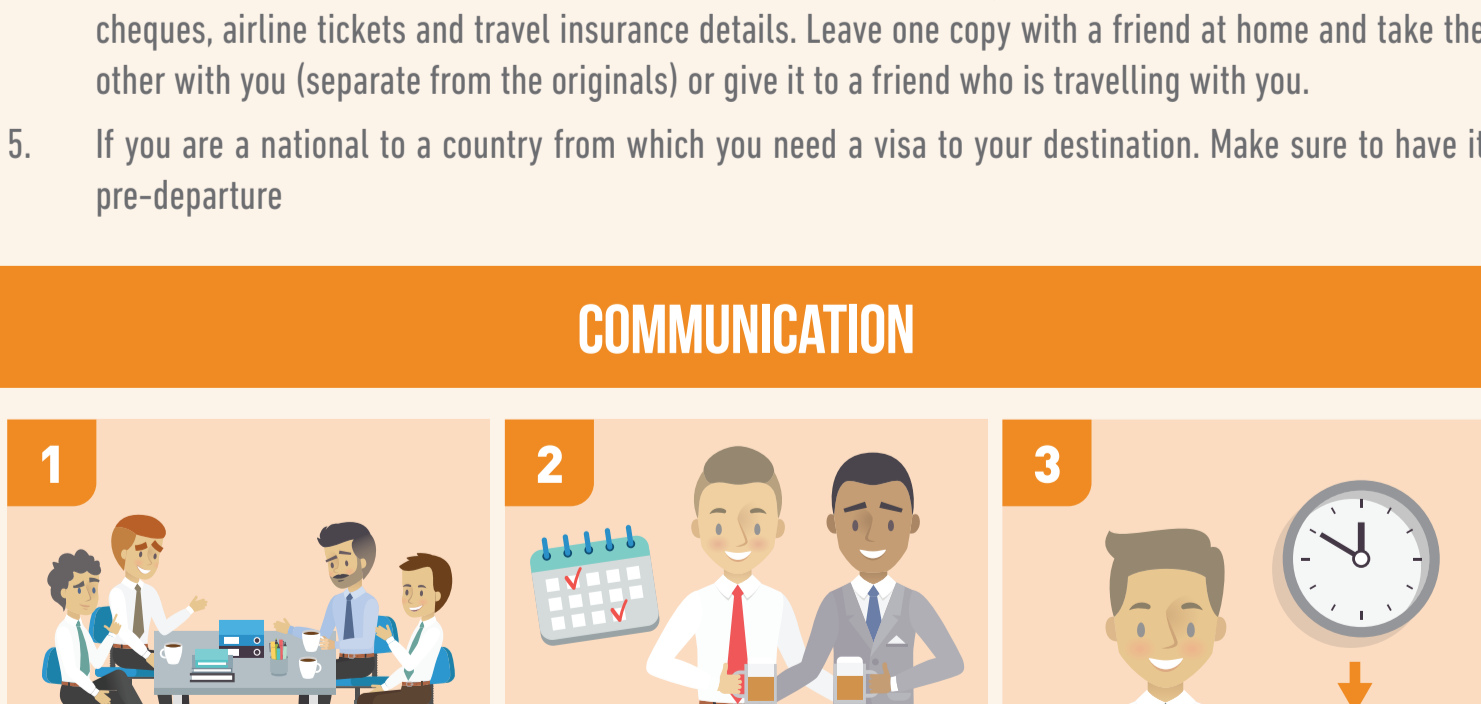 cheques, airline tickets and travel insurance details. Leave one copy with a friend at home and take the
other with you (separate from the originals) or give it to a friend who is travelling with you.
5. If you are a national to a country from which you need a visa to your destination. Make sure to have it
pre-departure
COMMUNICATION
1
2
3